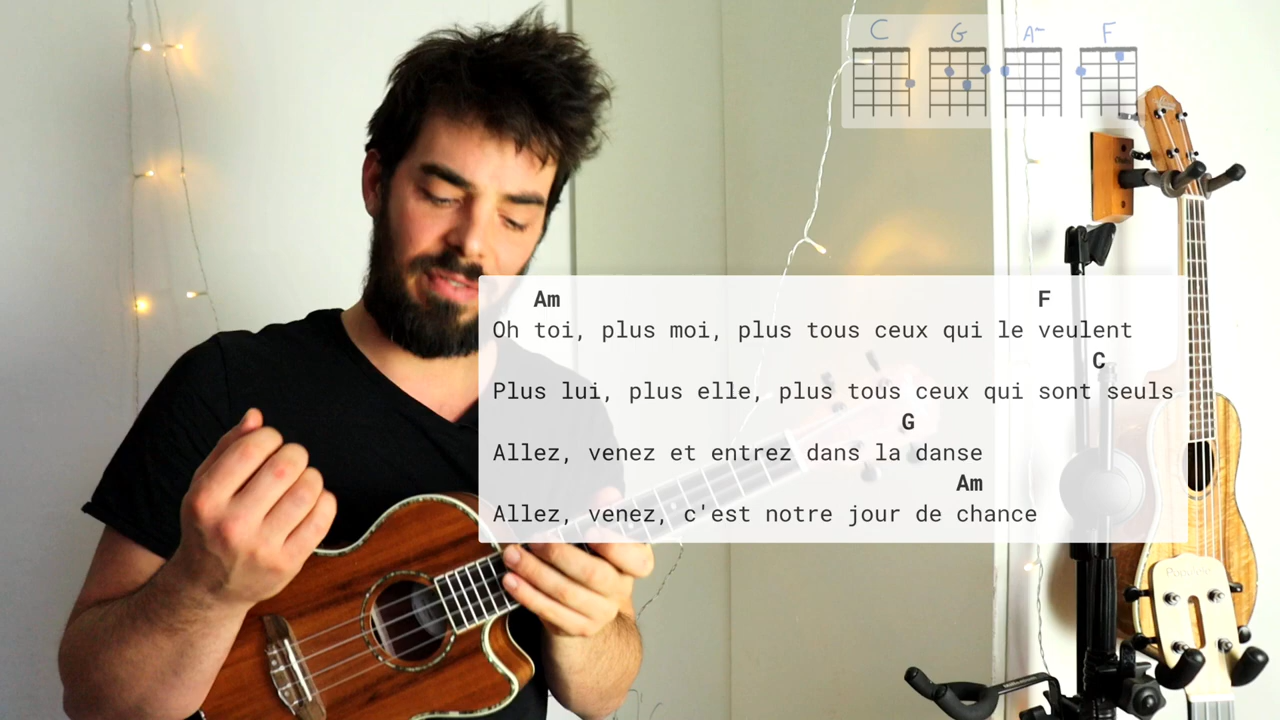 C G A- F
Am F
Oh toi, plus moi, plus tous ceux qui le veulent
C
Plus lui, plus elle, plus tous ceux qui sont seuls
G
Allez, venez et entrez dans la danse
Am
Allez, venez, c'est notre jour de chance